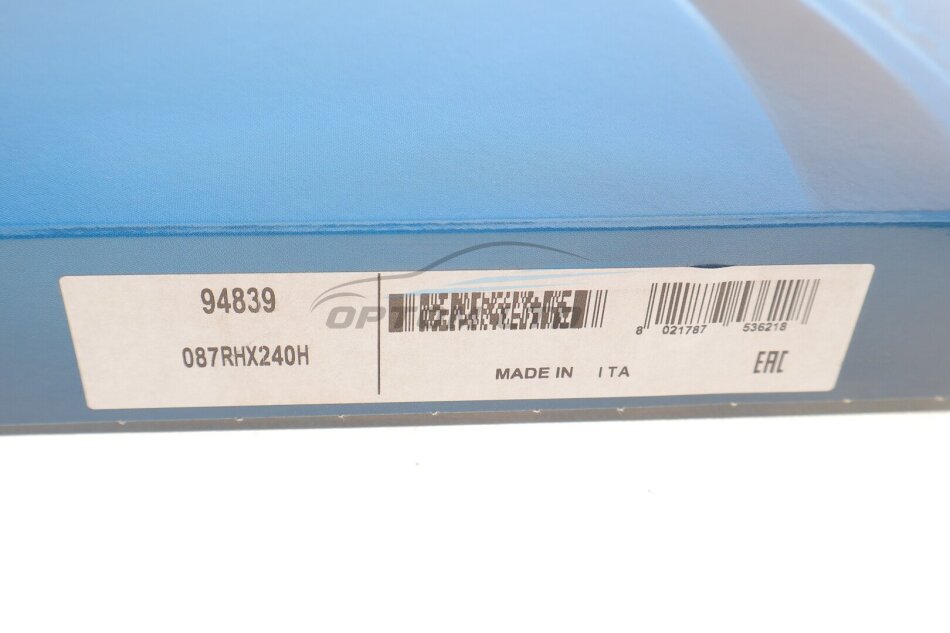 94839
087RHX240H
8 021787 536218
MADE IN ITA
EAC